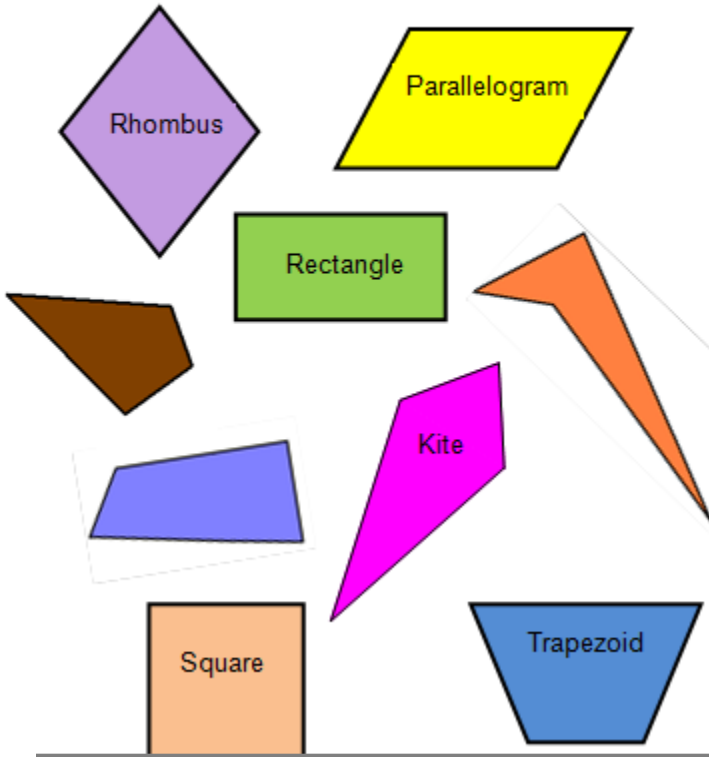 Rhombus
Parallelogram
Rectangle
Kite
Square
Trapezoid